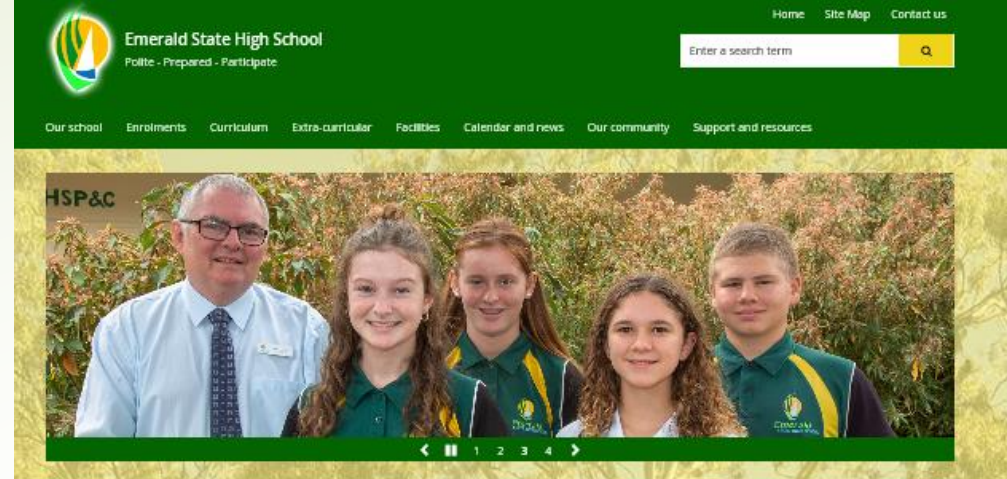 Home Site Map Contact us
Emerald State High School
Polite - Prepared - Participate
Enter a search term
Our school Enrolments Curriculum Extra-curricular Facilities Calendar and news Our community Support and resources
HSP&C
Emerald
1 2 3 4